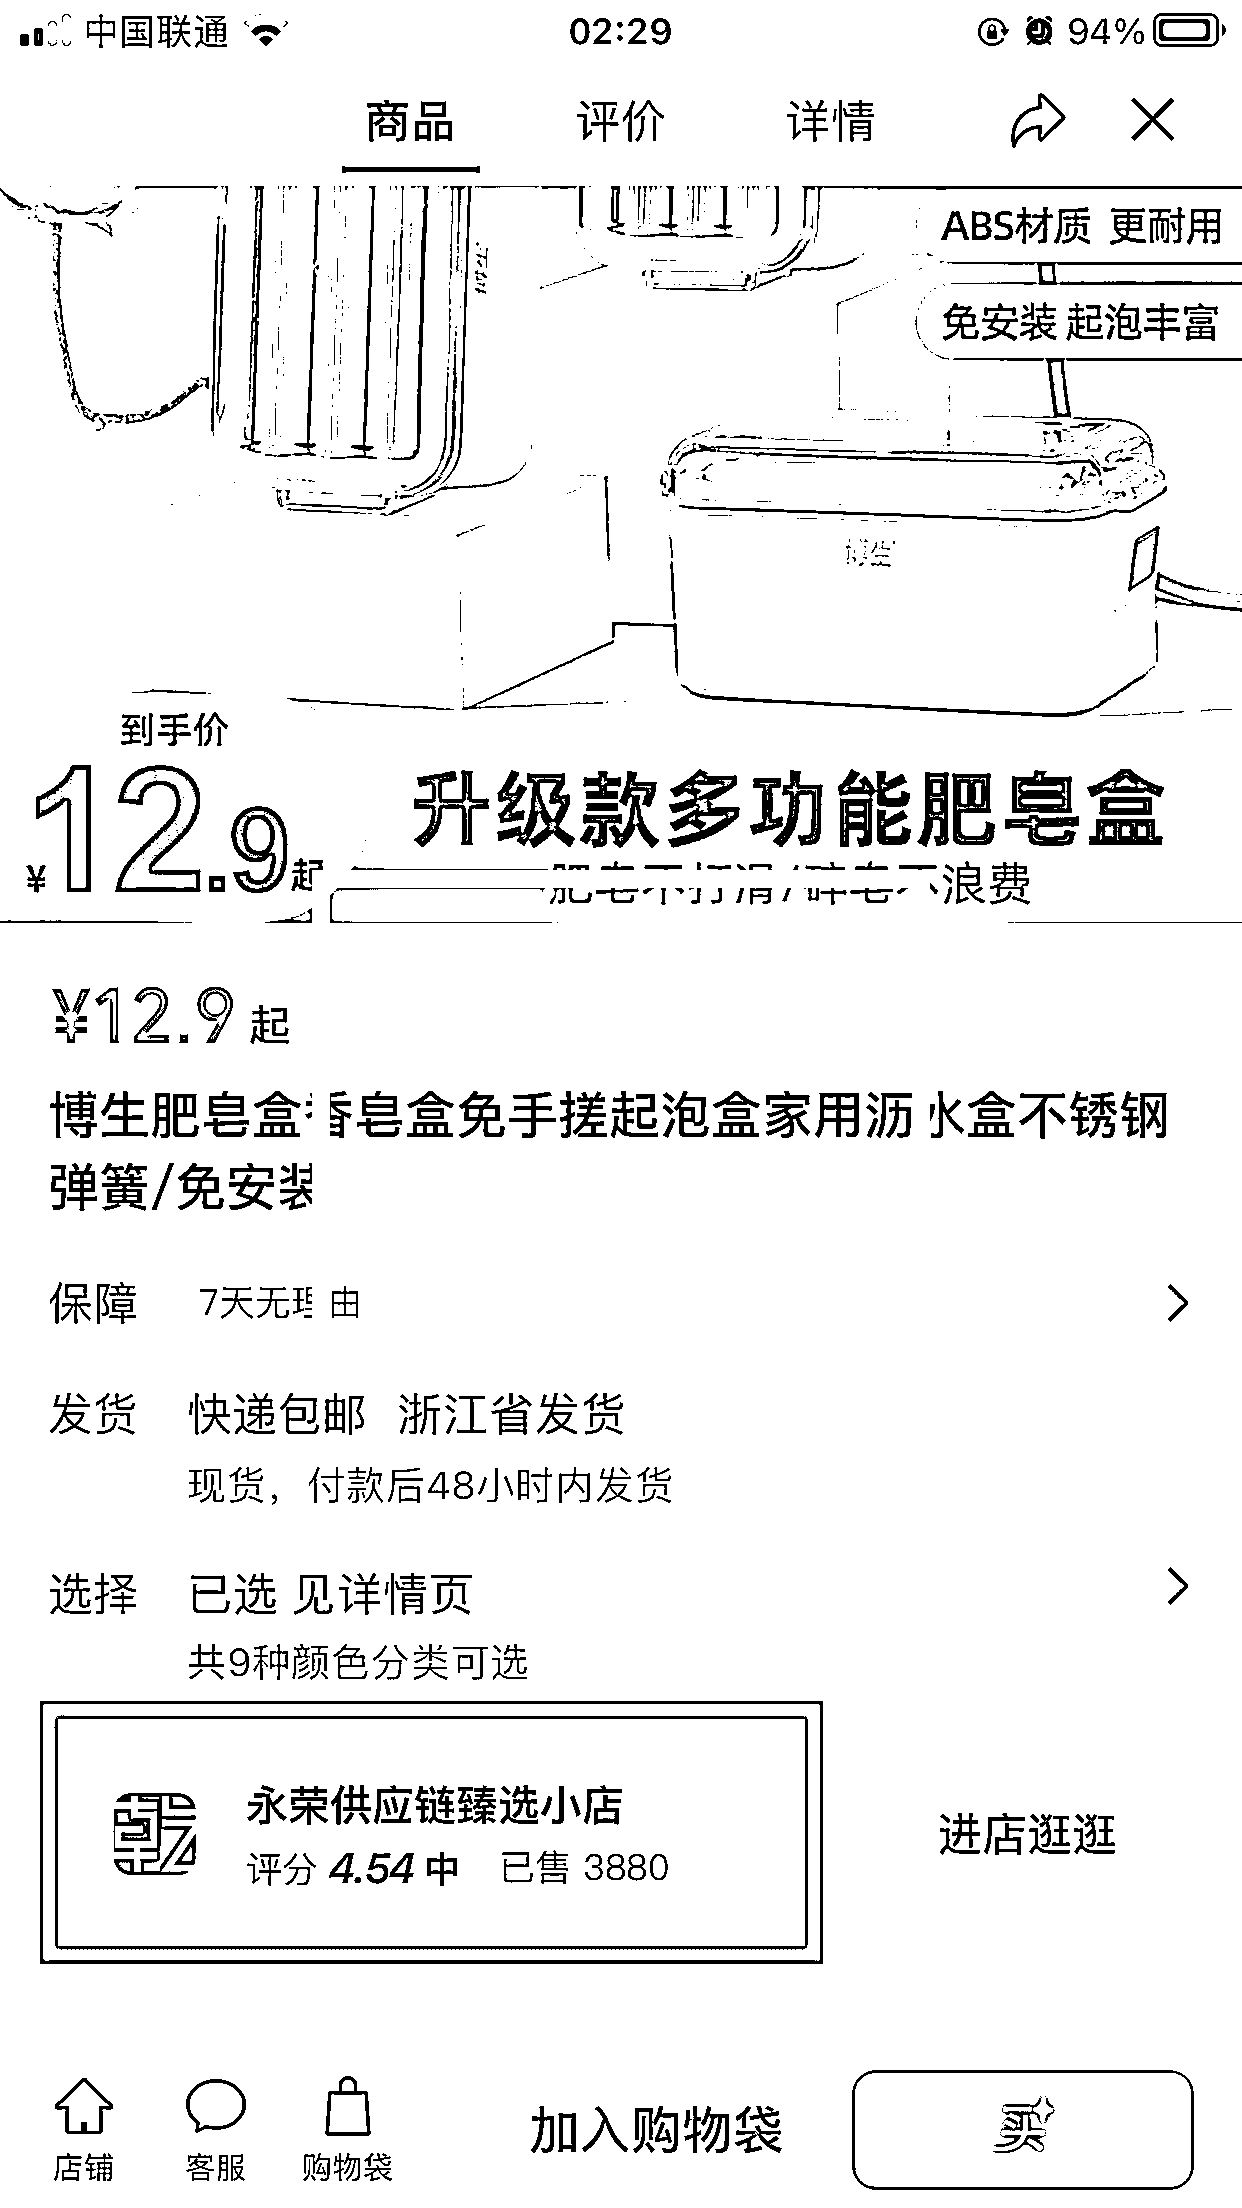 中国联通 02:29 94%
商品 评价 详情
ABS材质 更耐用
免安装 起泡丰富
博生
到手价
¥12.9起
升级款多功能肥皂盒
肥皂不打滑/碎皂不浪费
¥12.9 起
博生肥皂盒香皂盒免手搓起泡盒家用沥水盒不锈钢
弹簧/免安装
保障 7天无理由
发货 快递包邮 浙江省发货
现货，付款后48小时内发货
选择 已选 见详情页
共9种颜色分类可选
永荣供应链臻选小店
评分 4.54 中 已售 3880
进店逛逛
店铺 客服 购物袋 加入购物袋 买